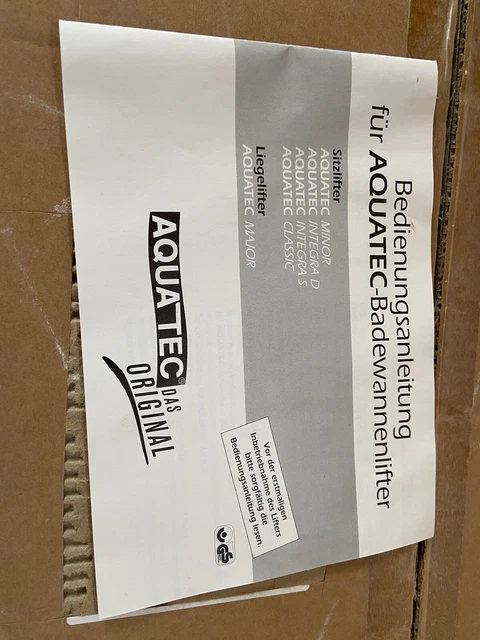 Bedienungsanleitung
für AQUATEC-Badewannenlifter
Sitzlifter
AQUATEC MINOR
AQUATEC INTEGRA D
AQUATEC INTEGRA S
AQUATEC CLASSIC
Liegelifter
AQUATEC MAJOR
Vor der erstmaligen
Inbetriebnahme des Lifters
bitte sorgfältig die
Bedienungsanleitung lesen.
AQUATEC® DAS
ORIGINAL
GS